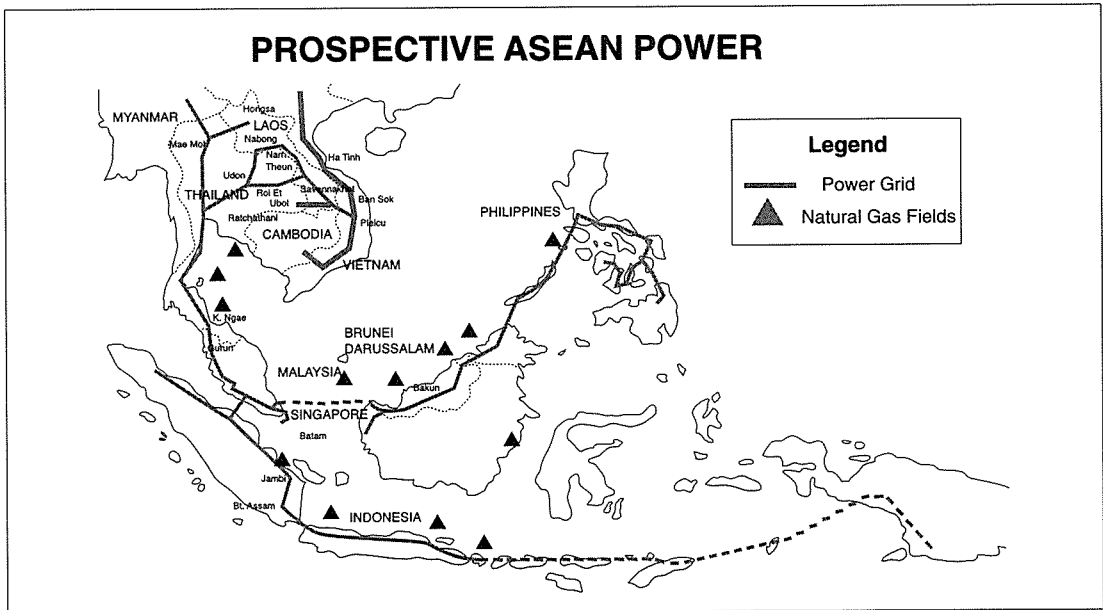 PROSPECTIVE ASEAN POWER
Legend
Power Grid
Natural Gas Fields
MYANMAR
Hongsa
LAOS
Mae Moh
Nabong
Nam
Theun
Ha Tinh
Udon
THAILAND
Roi Et
Savannakhet
Ban Sok
Ubol
Ratchathani
Pleicu
CAMBODIA
VIETNAM
PHILIPPINES
K. Ngae
Gurun
BRUNEI
DARUSSALAM
MALAYSIA
Bakun
SINGAPORE
Batam
Jambi
Bt. Assam
INDONESIA